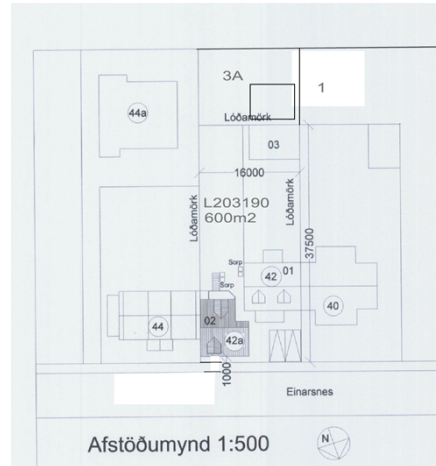 3A
1
44a
Lóðamörk
03
16000
L203190
600m2
Lóðamörk
Lóðamörk
37500
Sorp
Sorp
42
01
40
02
44
42a
1000
Einarsnes
Afstöðumynd 1:500
N